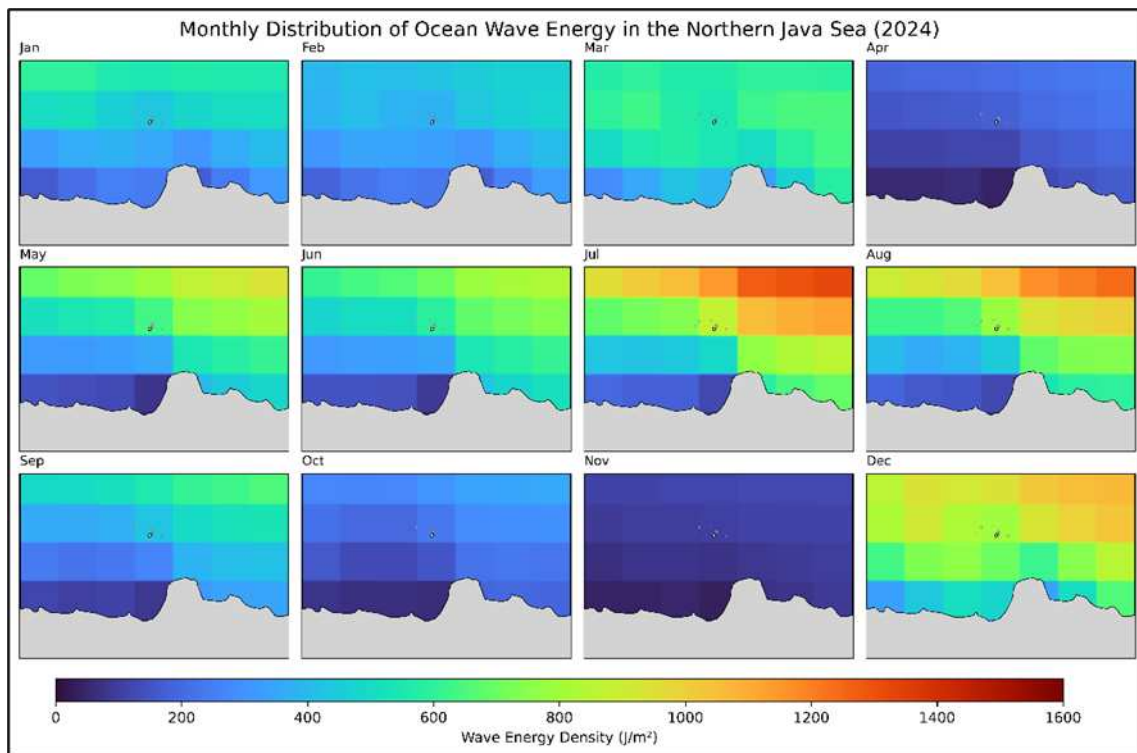 Monthly Distribution of Ocean Wave Energy in the Northern Java Sea (2024)
Jan Feb Mar Apr
May Jun Jul Aug
Sep Oct Nov Dec
0 200 400 600 800 1000 1200 1400 1600
Wave Energy Density (J/m²)